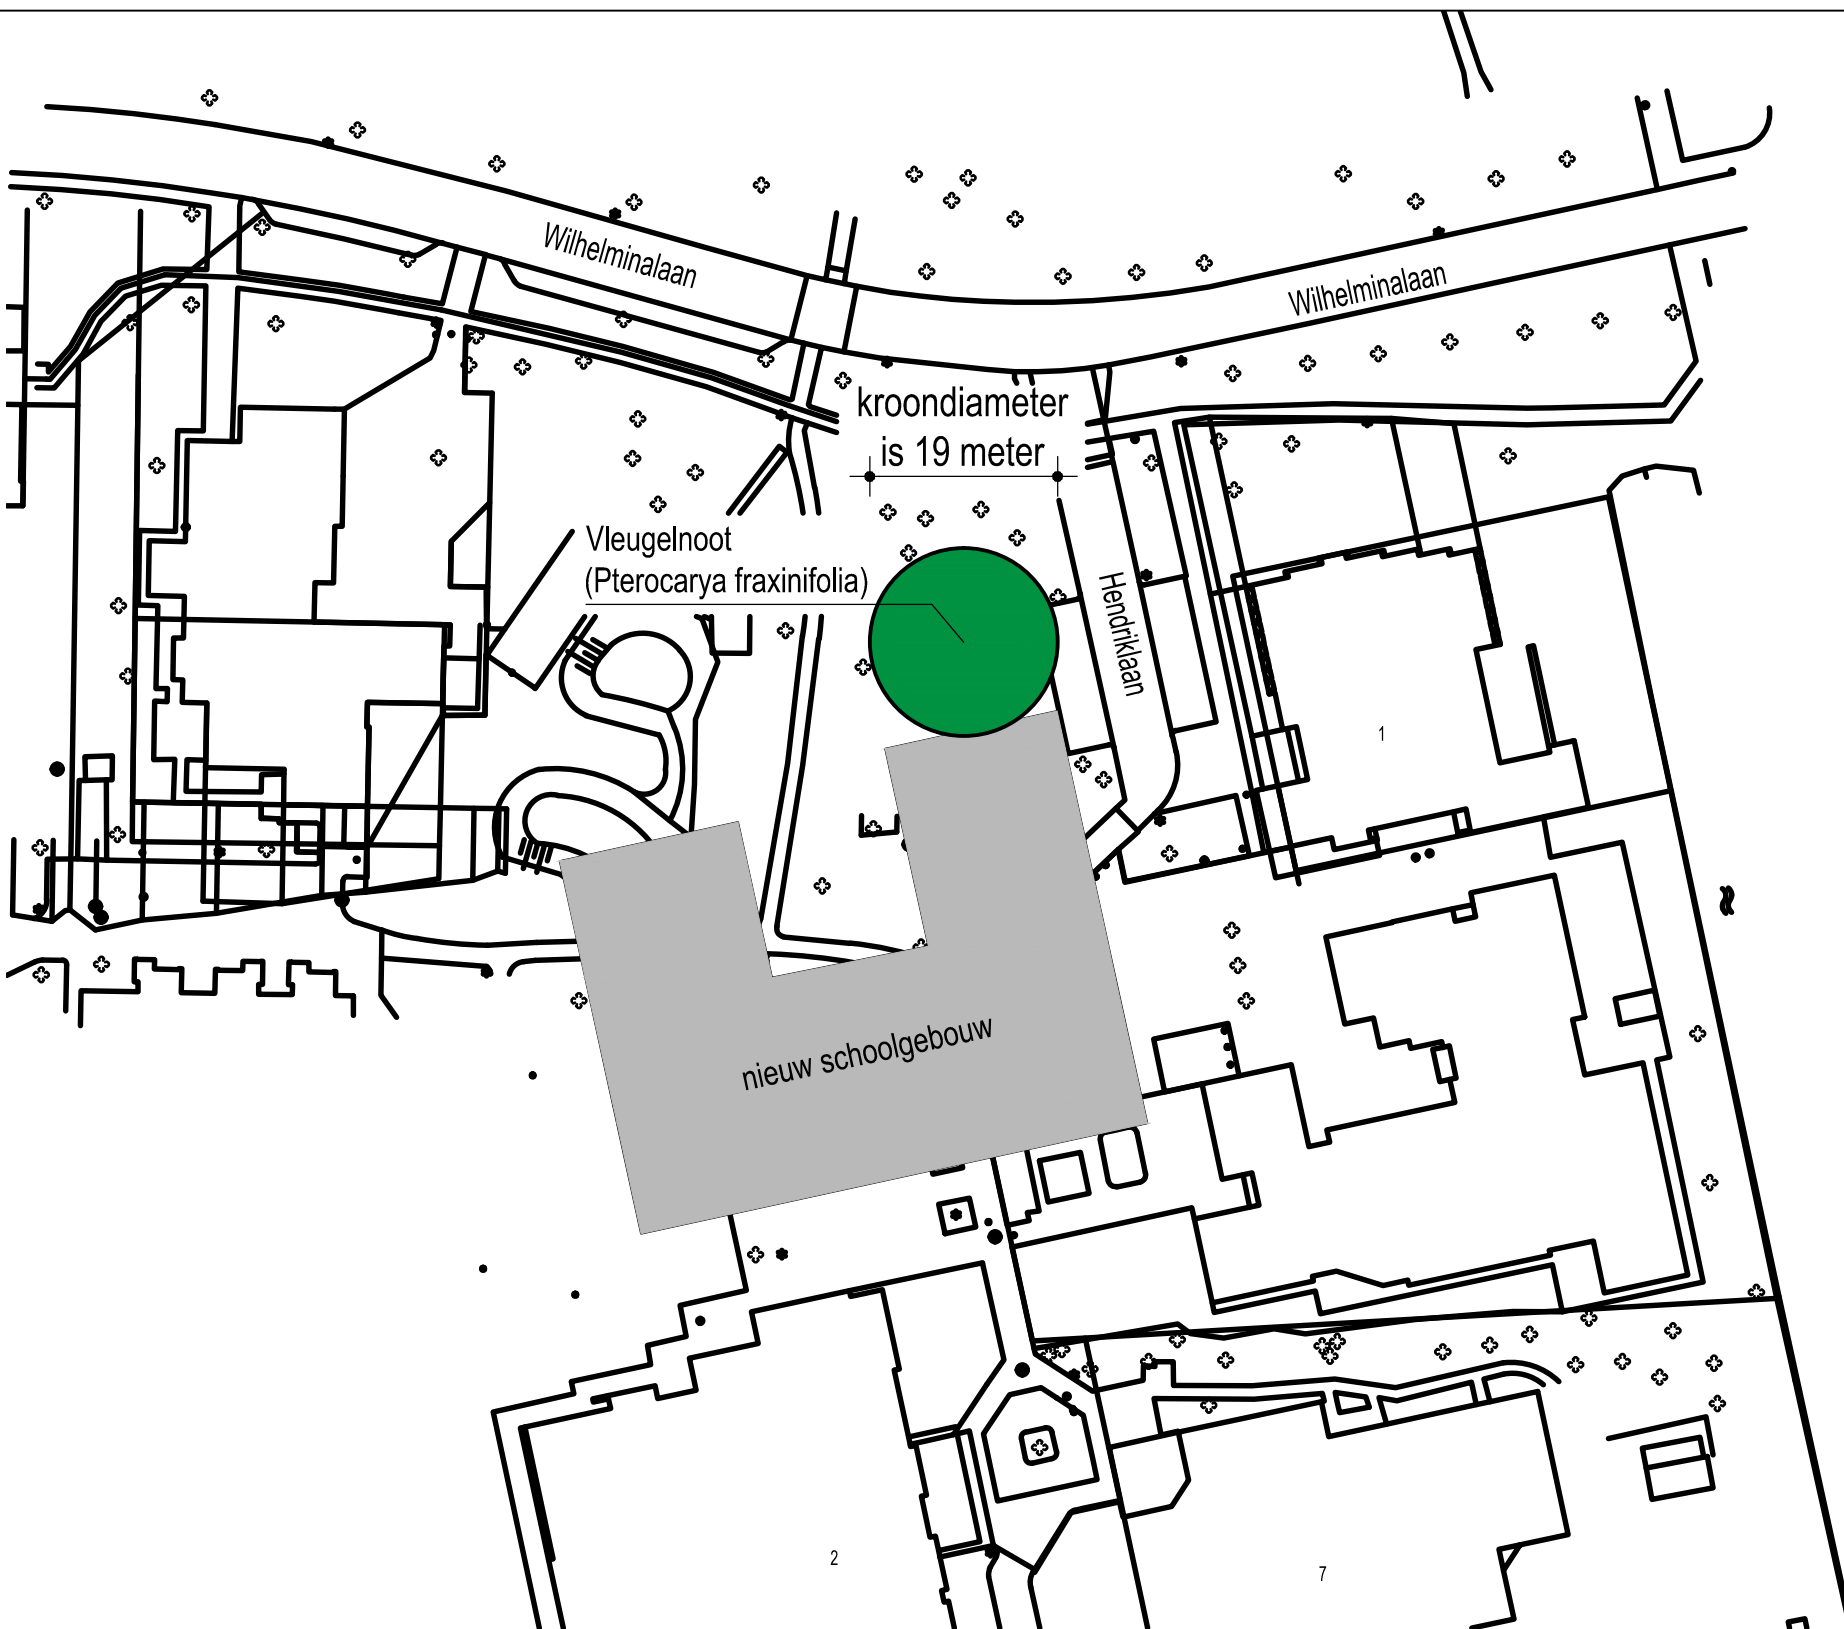 Wilhelminalaan
Wilhelminalaan
kroondiameter
is 19 meter
Vleugelnoot
(Pterocarya fraxinifolia)
Hendriklaan
1
nieuw schoolgebouw
2
7